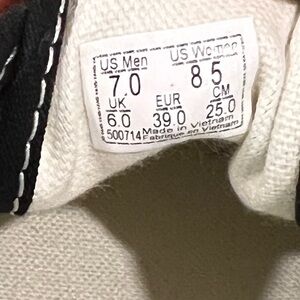 US Men US Women
7.0 8.5
UK EUR CM
6.0 39.0 25.0
500714 Made in Vietnam
Fabriqué en Vietnam